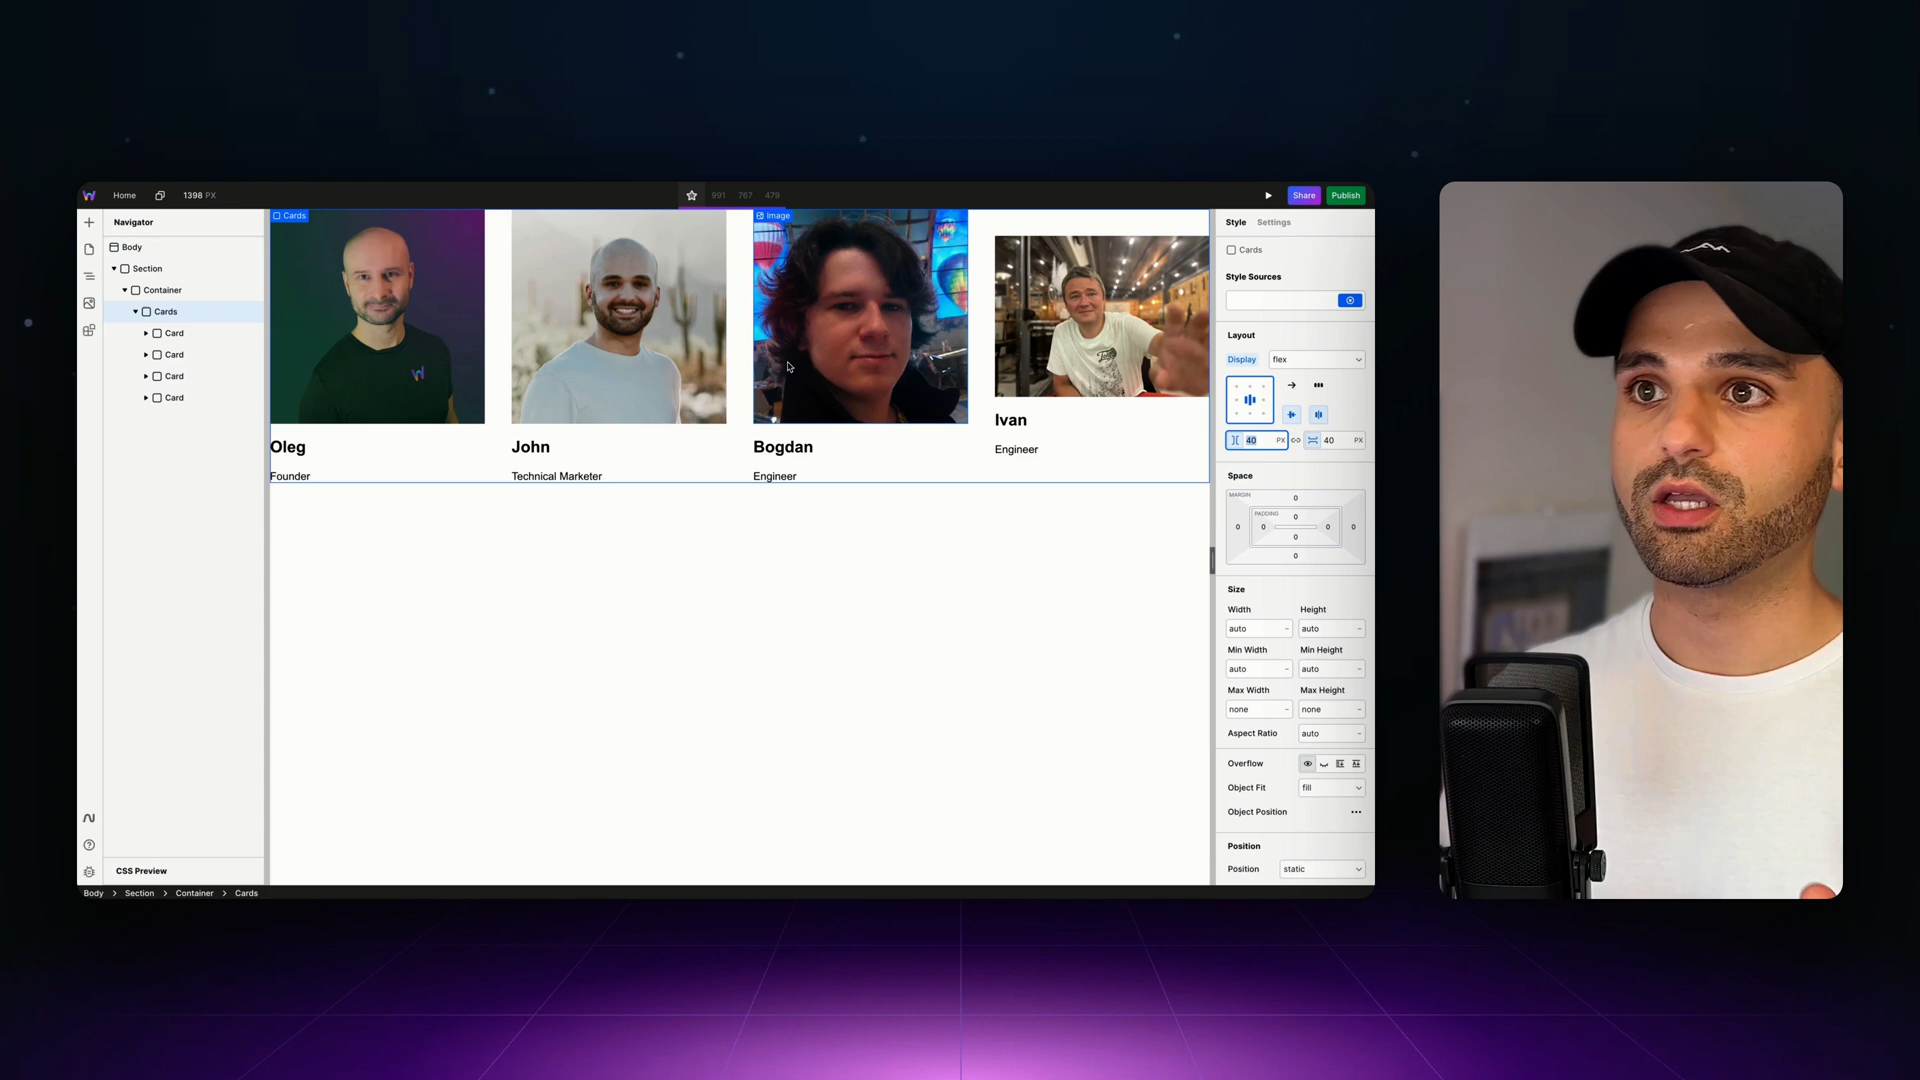 Home
1398 PX
991
767
479
Share
Publish
Navigator
Body
Section
Container
Cards
Card
Card
Card
Card
CSS Preview
Body > Section > Container > Cards
Cards
Image
Oleg
Founder
John
Technical Marketer
Bogdan
Engineer
Ivan
Engineer
Style
Settings
Cards
Style Sources
Layout
Display
flex
40 PX
40 PX
Space
MARGIN
0
PADDING
0
0
0
0
0
0
0
Size
Width
Height
auto
auto
Min Width
Min Height
auto
auto
Max Width
Max Height
none
none
Aspect Ratio
auto
Overflow
Object Fit
fill
Object Position
Position
Position
static